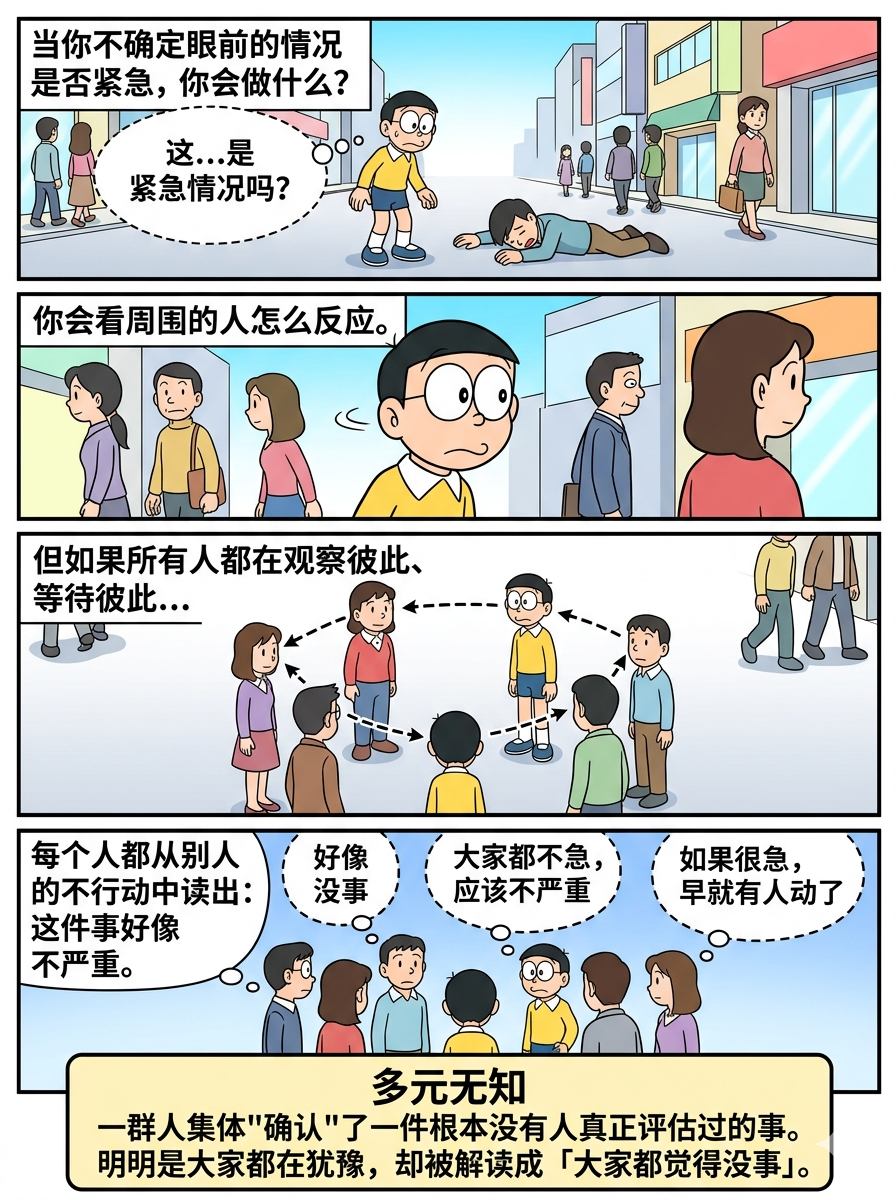 当你不确定眼前的情况
是否紧急，你会做什么？
这...是
紧急情况吗？
你会看周围的人怎么反应。
但如果所有人都在观察彼此、
等待彼此...
每个人都从别人
的不行动中读出：
这件事好像
不严重。
好像
没事
大家都不急，
应该不严重
如果很急，
早就有人动了
多元无知
一群人集体"确认"了一件根本没有人真正评估过的事。
明明是大家都在犹豫，却被解读成「大家都觉得没事」。